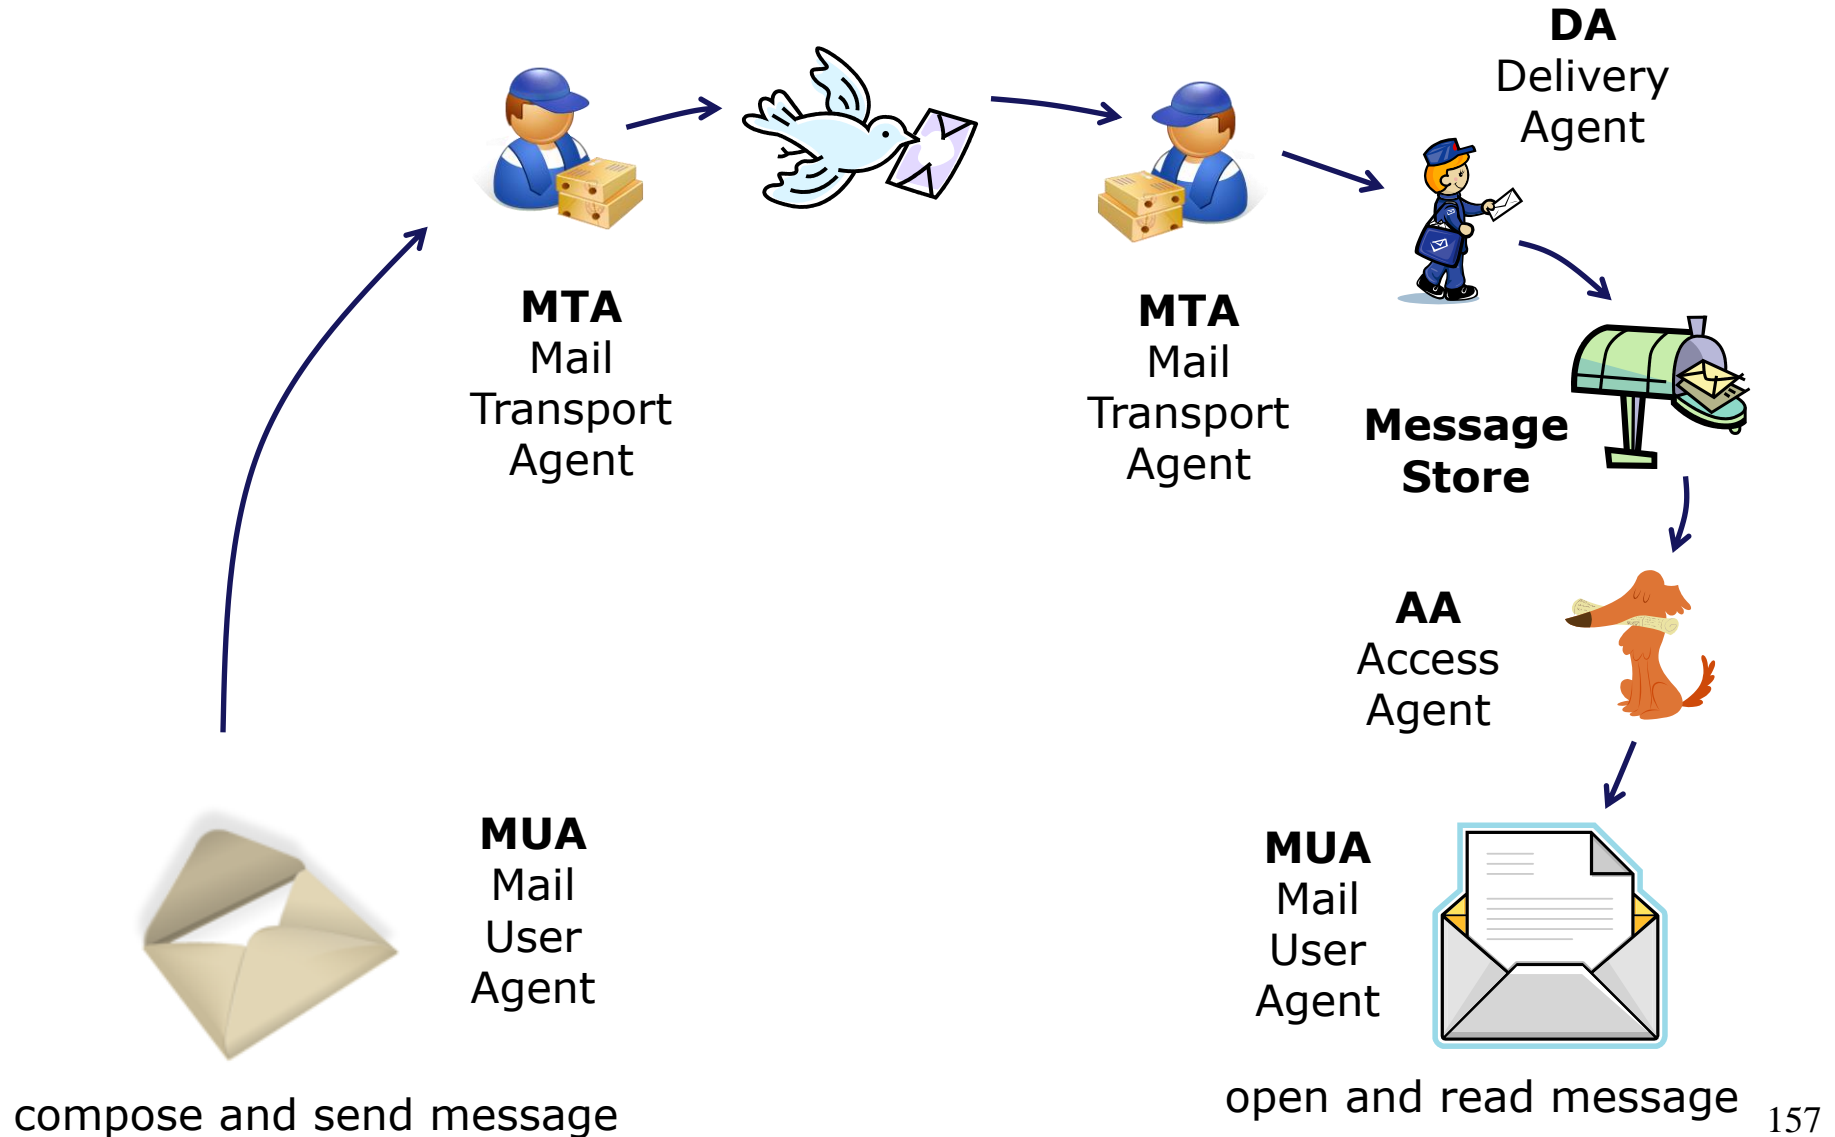 DA
Delivery
Agent
MTA
Mail
Transport
Agent
MTA
Mail
Transport
Agent
Message
Store
AA
Access
Agent
MUA
Mail
User
Agent
MUA
Mail
User
Agent
compose and send message
open and read message
157